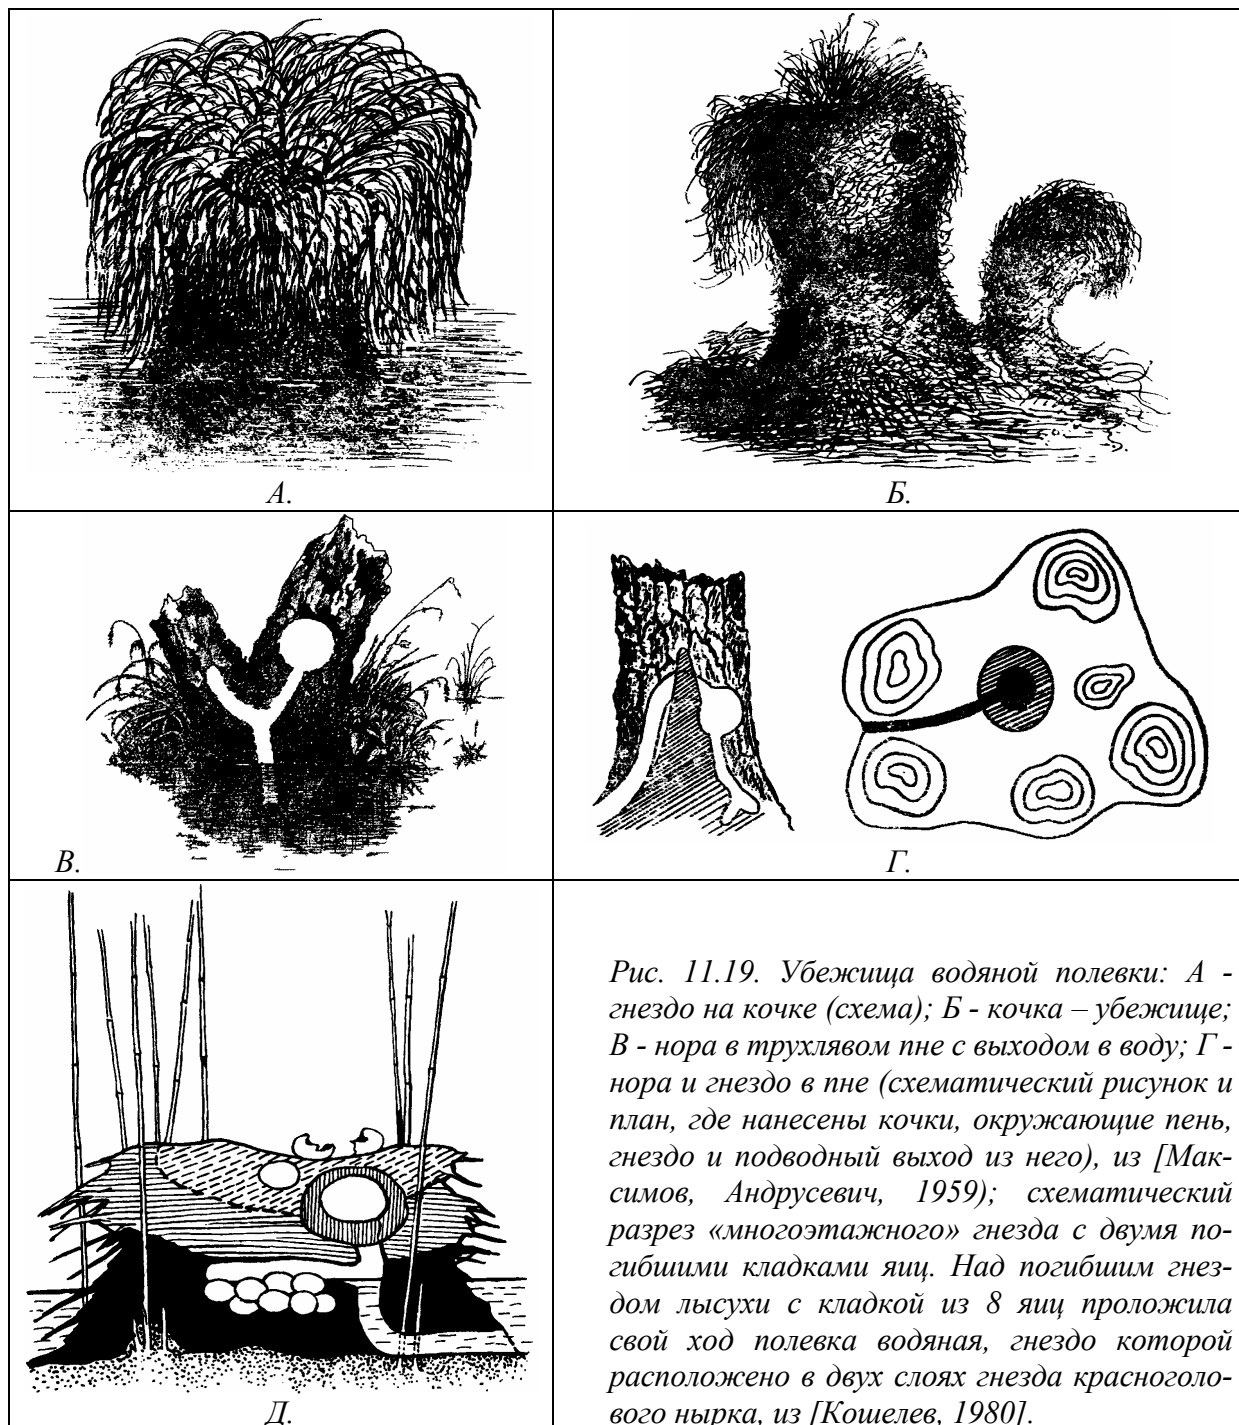 А.
Б.
В.
Г.
Д.
Рис. 11.19. Убежища водяной полевки: А -
гнездо на кочке (схема); Б - кочка – убежище;
В - нора в трухлявом пне с выходом в воду; Г -
нора и гнездо в пне (схематический рисунок и
план, где нанесены кочки, окружающие пень,
гнездо и подводный выход из него), из [Мак-
симов, Андрусевич, 1959); схематический
разрез «многоэтажного» гнезда с двумя по-
гибшими кладками яиц. Над погибшим гнез-
дом лысухи с кладкой из 8 яиц проложила
свой ход полевка водяная, гнездо которой
расположено в двух слоях гнезда красноголо-
вого нырка, из [Кошелев, 1980].